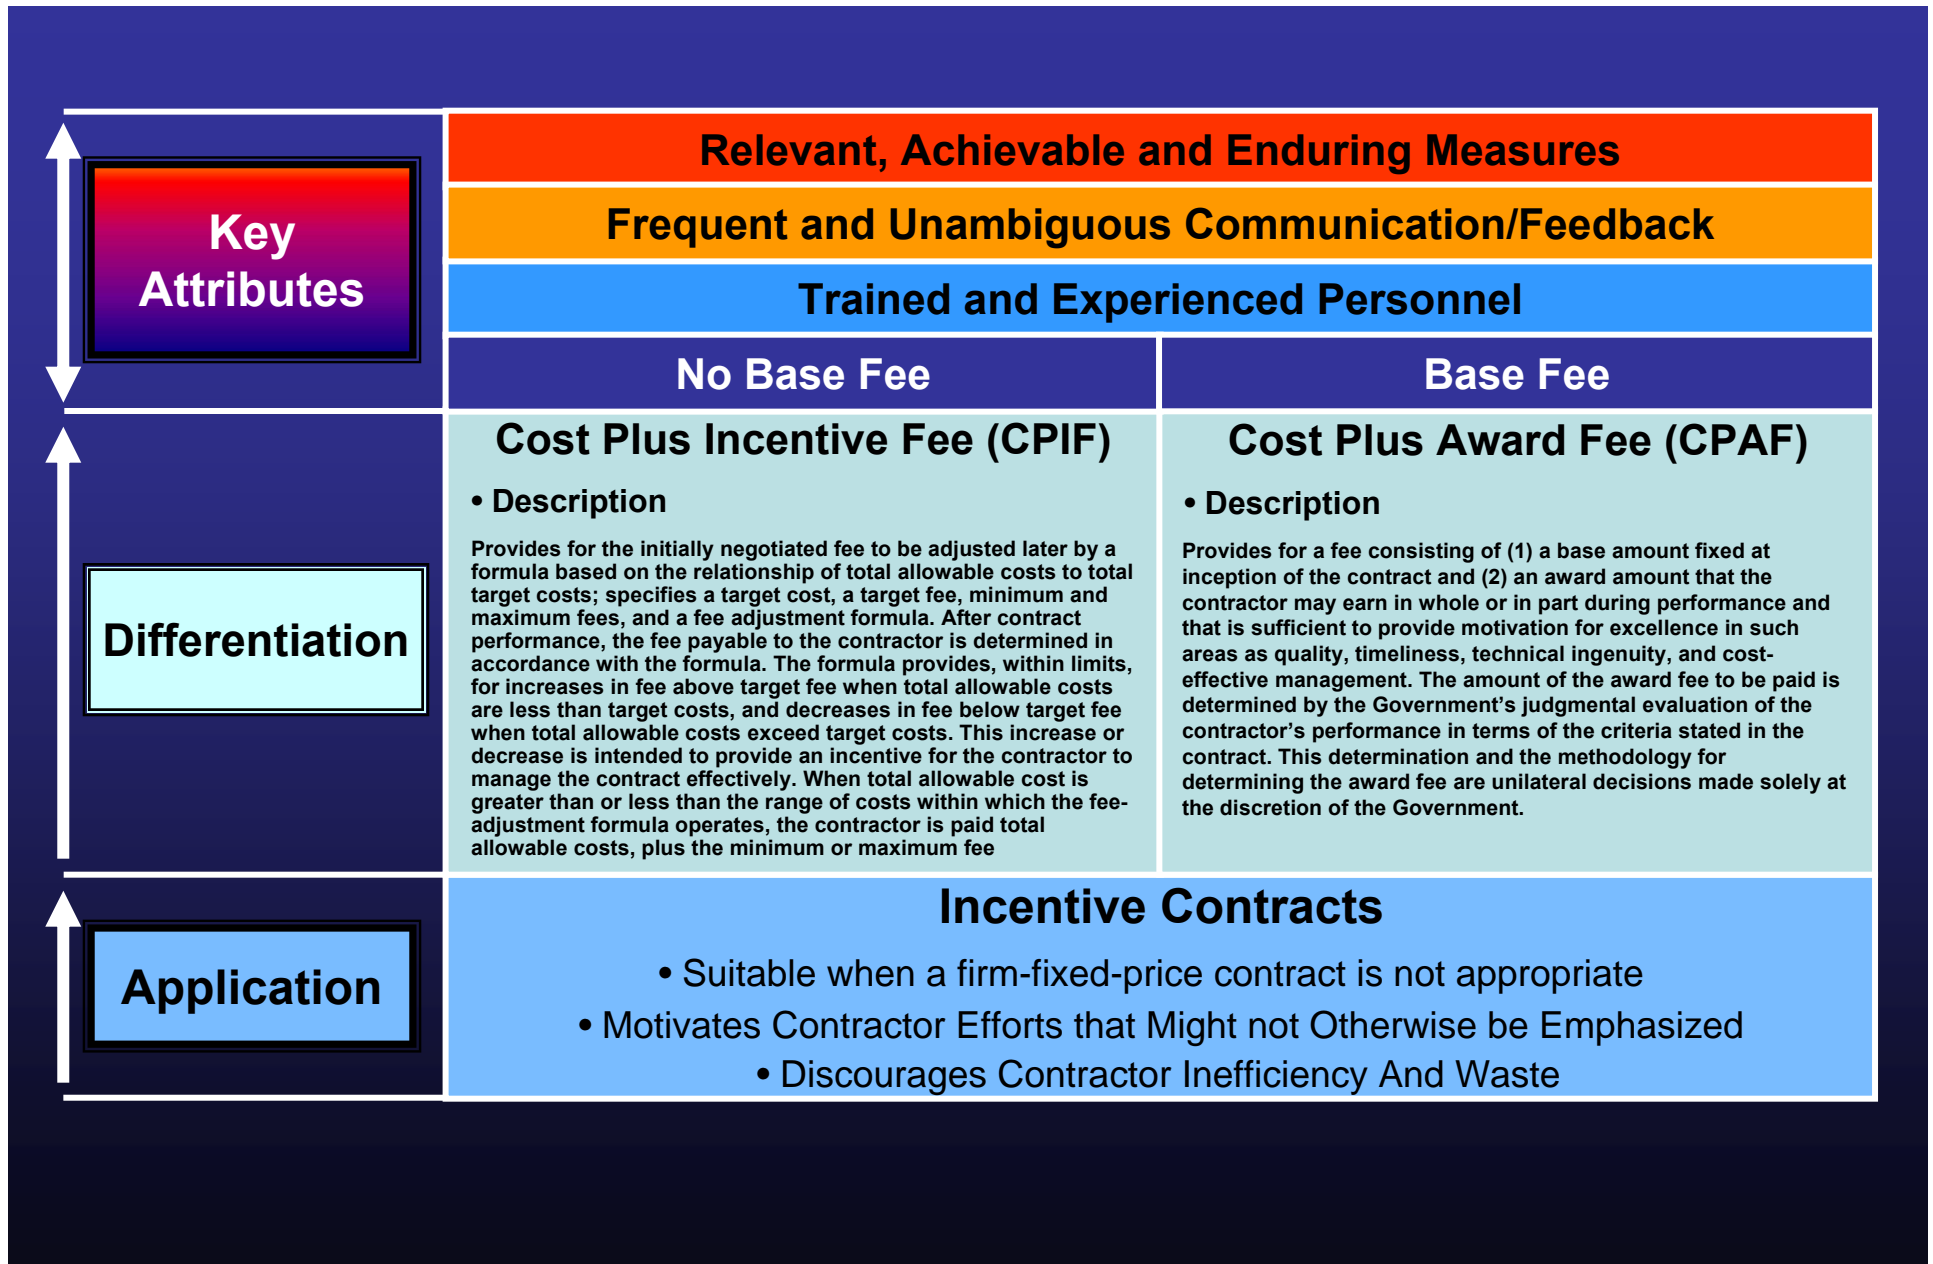 Key
Attributes
Relevant, Achievable and Enduring Measures
Frequent and Unambiguous Communication/Feedback
Trained and Experienced Personnel
No Base Fee
Base Fee
Differentiation
Cost Plus Incentive Fee (CPIF)
• Description
Provides for the initially negotiated fee to be adjusted later by a
formula based on the relationship of total allowable costs to total
target costs; specifies a target cost, a target fee, minimum and
maximum fees, and a fee adjustment formula. After contract
performance, the fee payable to the contractor is determined in
accordance with the formula. The formula provides, within limits,
for increases in fee above target fee when total allowable costs
are less than target costs, and decreases in fee below target fee
when total allowable costs exceed target costs. This increase or
decrease is intended to provide an incentive for the contractor to
manage the contract effectively. When total allowable cost is
greater than or less than the range of costs within which the fee-
adjustment formula operates, the contractor is paid total
allowable costs, plus the minimum or maximum fee
Cost Plus Award Fee (CPAF)
• Description
Provides for a fee consisting of (1) a base amount fixed at
inception of the contract and (2) an award amount that the
contractor may earn in whole or in part during performance and
that is sufficient to provide motivation for excellence in such
areas as quality, timeliness, technical ingenuity, and cost-
effective management. The amount of the award fee to be paid is
determined by the Government's judgmental evaluation of the
contractor's performance in terms of the criteria stated in the
contract. This determination and the methodology for
determining the award fee are unilateral decisions made solely at
the discretion of the Government.
Application
Incentive Contracts
• Suitable when a firm-fixed-price contract is not appropriate
• Motivates Contractor Efforts that Might not Otherwise be Emphasized
• Discourages Contractor Inefficiency And Waste